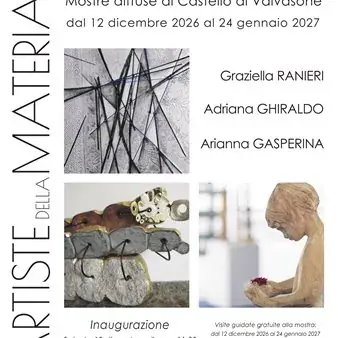 Mostre diffuse al Castello di Valvasone
dal 12 dicembre 2026 al 24 gennaio 2027
ARTISTE DELLA MATERIA
Graziella RANIERI
Adriana GHIRALDO
Arianna GASPERINA
Inaugurazione
Visite guidate gratuite alla mostra:
dal 12 dicembre 2026 al 24 gennaio 2027